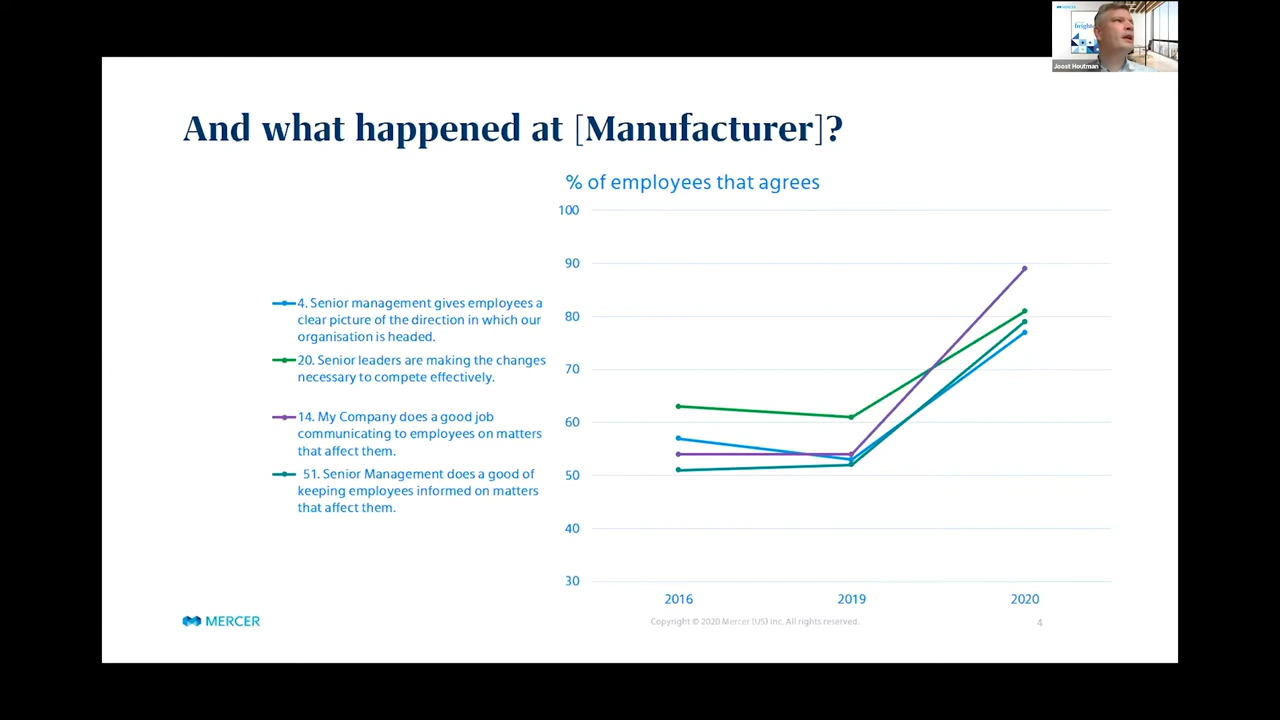 MERCER
Joost Houtman
And what happened at [Manufacturer]?
% of employees that agrees
100
90
80
70
60
50
40
30
4. Senior management gives employees a
clear picture of the direction in which our
organisation is headed.
20. Senior leaders are making the changes
necessary to compete effectively.
14. My Company does a good job
communicating to employees on matters
that affect them.
51. Senior Management does a good of
keeping employees informed on matters
that affect them.
2016 2019 2020
MERCER
Copyright © 2020 Mercer (US) Inc. All rights reserved.
4